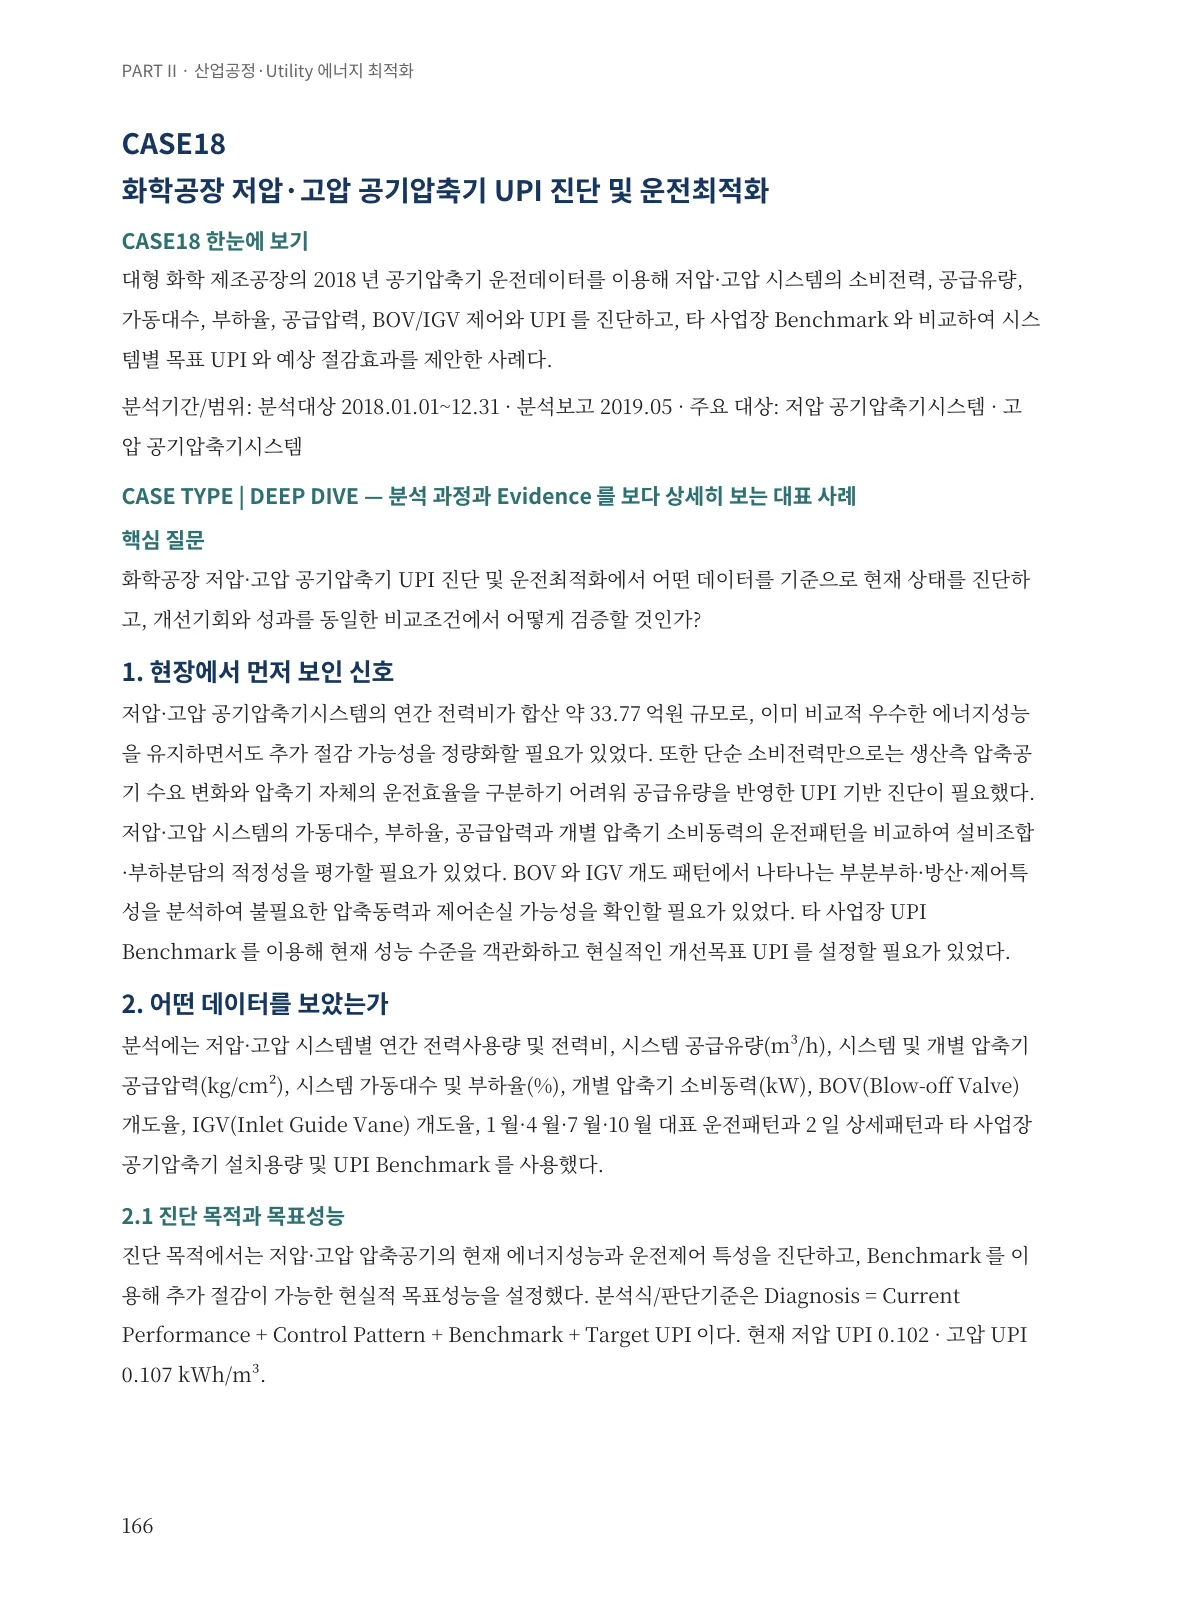 PART II · 산업공정·Utility 에너지 최적화
CASE18
화학공장 저압·고압 공기압축기 UPI 진단 및 운전최적화
CASE18 한눈에 보기
대형 화학 제조공장의 2018 년 공기압축기 운전데이터를 이용해 저압·고압 시스템의 소비전력, 공급유량,
가동대수, 부하율, 공급압력, BOV/IGV 제어와 UPI 를 진단하고, 타 사업장 Benchmark 와 비교하여 시스
템별 목표 UPI 와 예상 절감효과를 제안한 사례다.
분석기간/범위: 분석대상 2018.01.01~12.31 · 분석보고 2019.05 · 주요 대상: 저압 공기압축기시스템 · 고
압 공기압축기시스템
CASE TYPE | DEEP DIVE — 분석 과정과 Evidence 를 보다 상세히 보는 대표 사례
핵심 질문
화학공장 저압·고압 공기압축기 UPI 진단 및 운전최적화에서 어떤 데이터를 기준으로 현재 상태를 진단하
고, 개선기회와 성과를 동일한 비교조건에서 어떻게 검증할 것인가?
1. 현장에서 먼저 보인 신호
저압·고압 공기압축기시스템의 연간 전력비가 합산 약 33.77 억원 규모로, 이미 비교적 우수한 에너지성능
을 유지하면서도 추가 절감 가능성을 정량화할 필요가 있었다. 또한 단순 소비전력만으로는 생산측 압축공
기 수요 변화와 압축기 자체의 운전효율을 구분하기 어려워 공급유량을 반영한 UPI 기반 진단이 필요했다.
저압·고압 시스템의 가동대수, 부하율, 공급압력과 개별 압축기 소비동력의 운전패턴을 비교하여 설비조합
·부하분담의 적정성을 평가할 필요가 있었다. BOV 와 IGV 개도 패턴에서 나타나는 부분부하·방산·제어특
성을 분석하여 불필요한 압축동력과 제어손실 가능성을 확인할 필요가 있었다. 타 사업장 UPI
Benchmark 를 이용해 현재 성능 수준을 객관화하고 현실적인 개선목표 UPI 를 설정할 필요가 있었다.
2. 어떤 데이터를 보았는가
분석에는 저압·고압 시스템별 연간 전력사용량 및 전력비, 시스템 공급유량(m³/h), 시스템 및 개별 압축기
공급압력(kg/cm²), 시스템 가동대수 및 부하율(%), 개별 압축기 소비동력(kW), BOV(Blow-off Valve)
개도율, IGV(Inlet Guide Vane) 개도율, 1 월·4 월·7 월·10 월 대표 운전패턴과 2 일 상세패턴과 타 사업장
공기압축기 설치용량 및 UPI Benchmark 를 사용했다.
2.1 진단 목적과 목표성능
진단 목적에서는 저압·고압 압축공기의 현재 에너지성능과 운전제어 특성을 진단하고, Benchmark 를 이
용해 추가 절감이 가능한 현실적 목표성능을 설정했다. 분석식/판단기준은 Diagnosis = Current
Performance + Control Pattern + Benchmark + Target UPI 이다. 현재 저압 UPI 0.102 · 고압 UPI
0.107 kWh/m³.
166